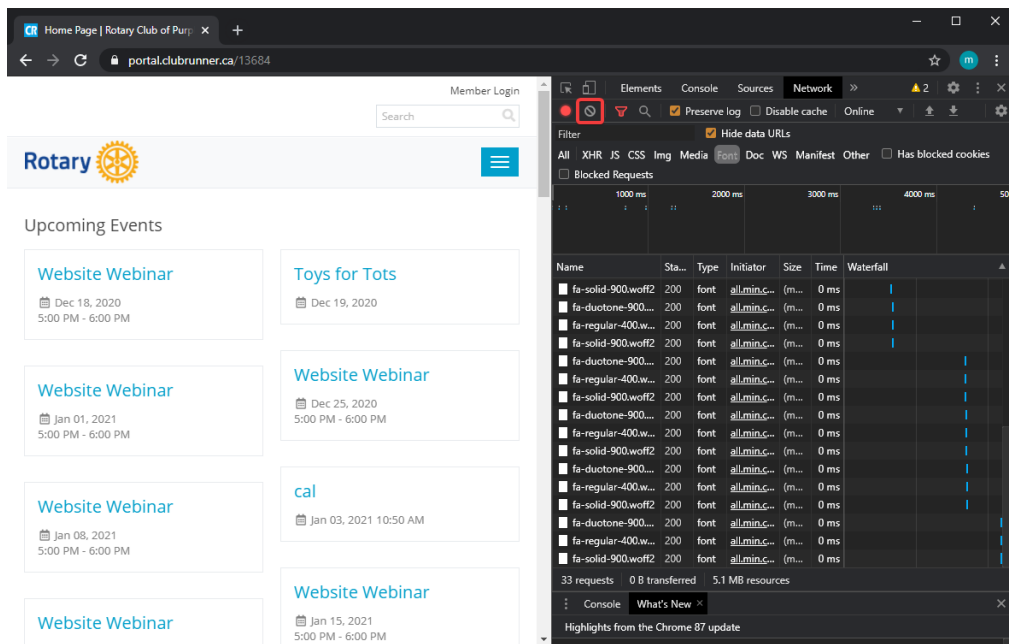 CR Home Page | Rotary Club of Purp × +
portal.clubrunner.ca/13684
m
Member Login
Search
Rotary
Upcoming Events
Website Webinar
Dec 18, 2020
5:00 PM - 6:00 PM
Toys for Tots
Dec 19, 2020
Website Webinar
Jan 01, 2021
5:00 PM - 6:00 PM
Website Webinar
Dec 25, 2020
5:00 PM - 6:00 PM
Website Webinar
Jan 08, 2021
5:00 PM - 6:00 PM
cal
Jan 03, 2021 10:50 AM
Website Webinar
Website Webinar
Jan 15, 2021
5:00 PM - 6:00 PM
Elements Console Sources Network » 2
Preserve log Disable cache Online
Filter Hide data URLs
All XHR JS CSS Img Media Font Doc WS Manifest Other Has blocked cookies
Blocked Requests
1000 ms 2000 ms 3000 ms 4000 ms 50
Name Sta... Type Initiator Size Time Waterfall
fa-solid-900.woff2 200 font all.min.c... (m... 0 ms
fa-duotone-900.... 200 font all.min.c... (m... 0 ms
fa-regular-400.w... 200 font all.min.c... (m... 0 ms
fa-solid-900.woff2 200 font all.min.c... (m... 0 ms
fa-duotone-900.... 200 font all.min.c... (m... 0 ms
fa-regular-400.w... 200 font all.min.c... (m... 0 ms
fa-solid-900.woff2 200 font all.min.c... (m... 0 ms
fa-duotone-900.... 200 font all.min.c... (m... 0 ms
fa-regular-400.w... 200 font all.min.c... (m... 0 ms
fa-solid-900.woff2 200 font all.min.c... (m... 0 ms
fa-duotone-900.... 200 font all.min.c... (m... 0 ms
fa-regular-400.w... 200 font all.min.c... (m... 0 ms
fa-solid-900.woff2 200 font all.min.c... (m... 0 ms
fa-duotone-900.... 200 font all.min.c... (m... 0 ms
fa-regular-400.w... 200 font all.min.c... (m... 0 ms
fa-solid-900.woff2 200 font all.min.c... (m... 0 ms
33 requests 0 B transferred 5.1 MB resources
Console What's New ×
Highlights from the Chrome 87 update